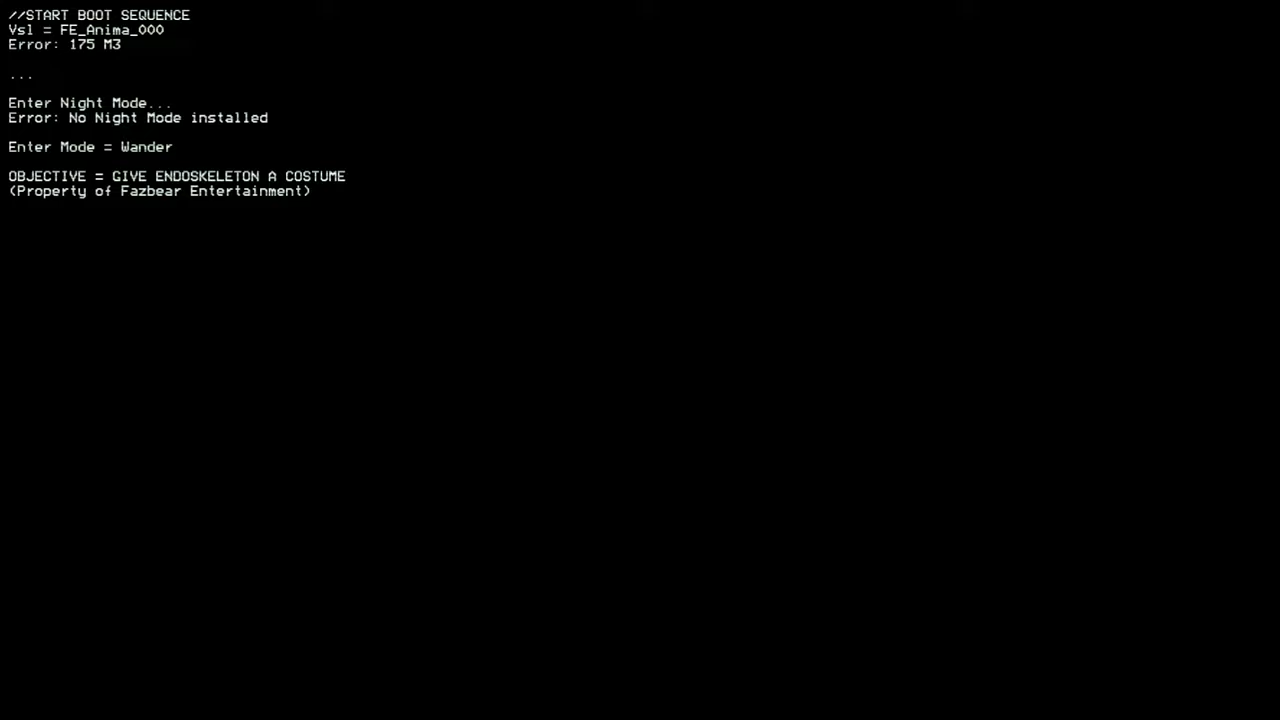 //START BOOT SEQUENCE
Vsl = FE_Anima_000
Error: 175 M3
...
Enter Night Mode...
Error: No Night Mode installed
Enter Mode = Wander
OBJECTIVE = GIVE ENDOSKELETON A COSTUME
(Property of Fazbear Entertainment)